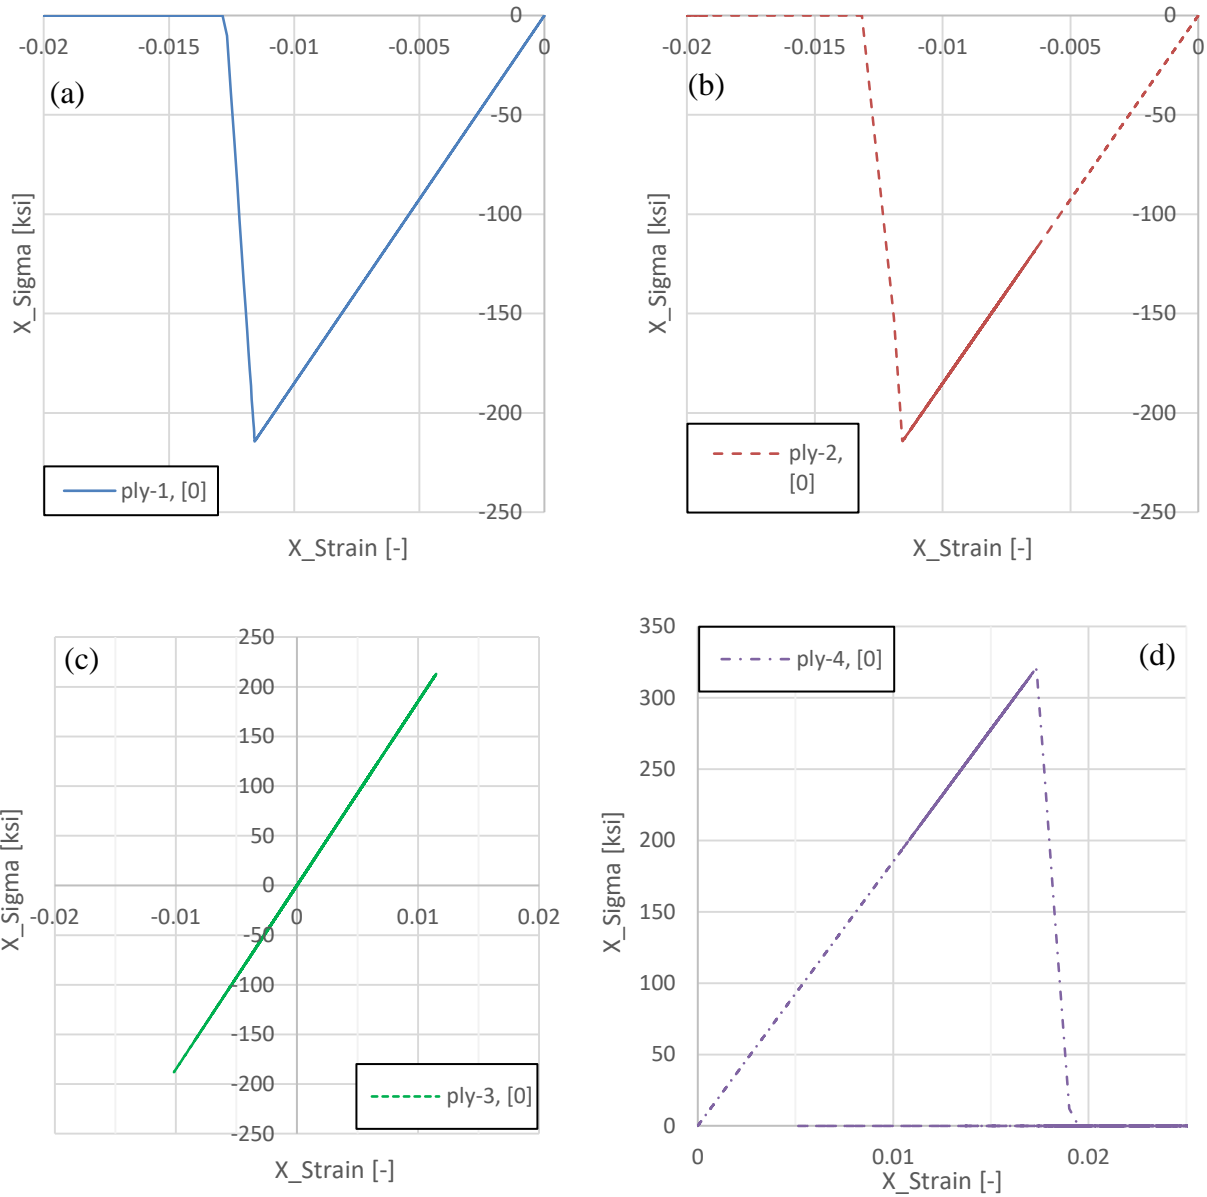 0
-0.02 -0.015 -0.01 -0.005 0
(a)
-50
-100
-150
-200
-250
X_Sigma [ksi]
ply-1, [0]
X_Strain [-]
0
-0.02 -0.015 -0.01 -0.005 0
(b)
-50
-100
-150
-200
-250
X_Sigma [ksi]
ply-2,
[0]
X_Strain [-]
250
(c)
200
150
100
50
0
-0.02 -0.01 0 0.01 0.02
-50
-100
-150
-200
-250
X_Sigma [ksi]
ply-3, [0]
X_Strain [-]
350
ply-4, [0]
(d)
300
250
200
150
100
50
0
0 0.01 0.02
X_Sigma [ksi]
X_Strain [-]